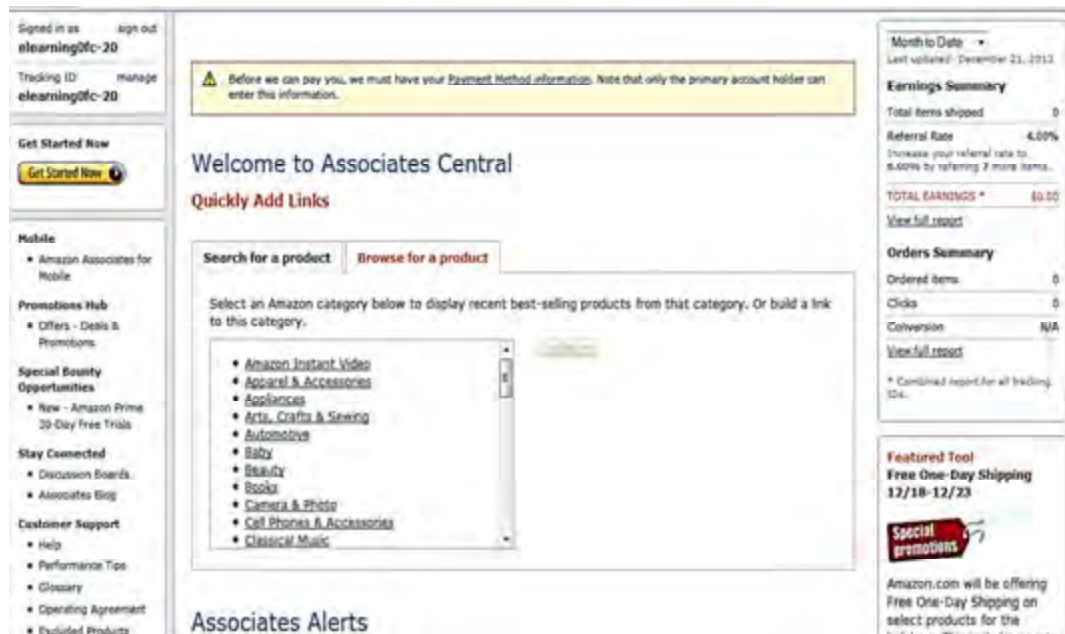 Signed in as sign out
elearning0fc-20
Tracking ID manage
elearning0fc-20
Get Started Now
Get Started Now
Mobile
Amazon Associates for
Mobile
Promotions Hub
Offers - Deals &
Promotions
Special Bounty
Opportunities
New - Amazon Prime
30-Day Free Trials
Stay Connected
Discussion Boards
Associates Blog
Customer Support
Help
Performance Tips
Glossary
Operating Agreement
Excluded Products
Before we can pay you, we must have your Payment Method information. Note that only the primary account holder can
enter this information.
Welcome to Associates Central
Quickly Add Links
Search for a product Browse for a product
Select an Amazon category below to display recent best-selling products from that category. Or build a link
to this category.
Amazon Instant Video
Apparel & Accessories
Appliances
Arts, Crafts & Sewing
Automotive
Baby
Beauty
Books
Camera & Photo
Cell Phones & Accessories
Classical Music
Associates Alerts
Month to Date
Last updated: December 21,
Earnings Summary
Total items shipped 0
Referral Rate 4.00%
Increase your referral rate to
by referring 7 more items.
TOTAL EARNINGS * $0.00
View full report
Orders Summary
Ordered items 0
Clicks 0
Conversion N/A
View full report
* Combined report for all tracking
IDs.
Featured Tool
Free One-Day Shipping
12/18-12/23
Special
promotions
Amazon.com will be offering
Free One-Day Shipping on
select products for the